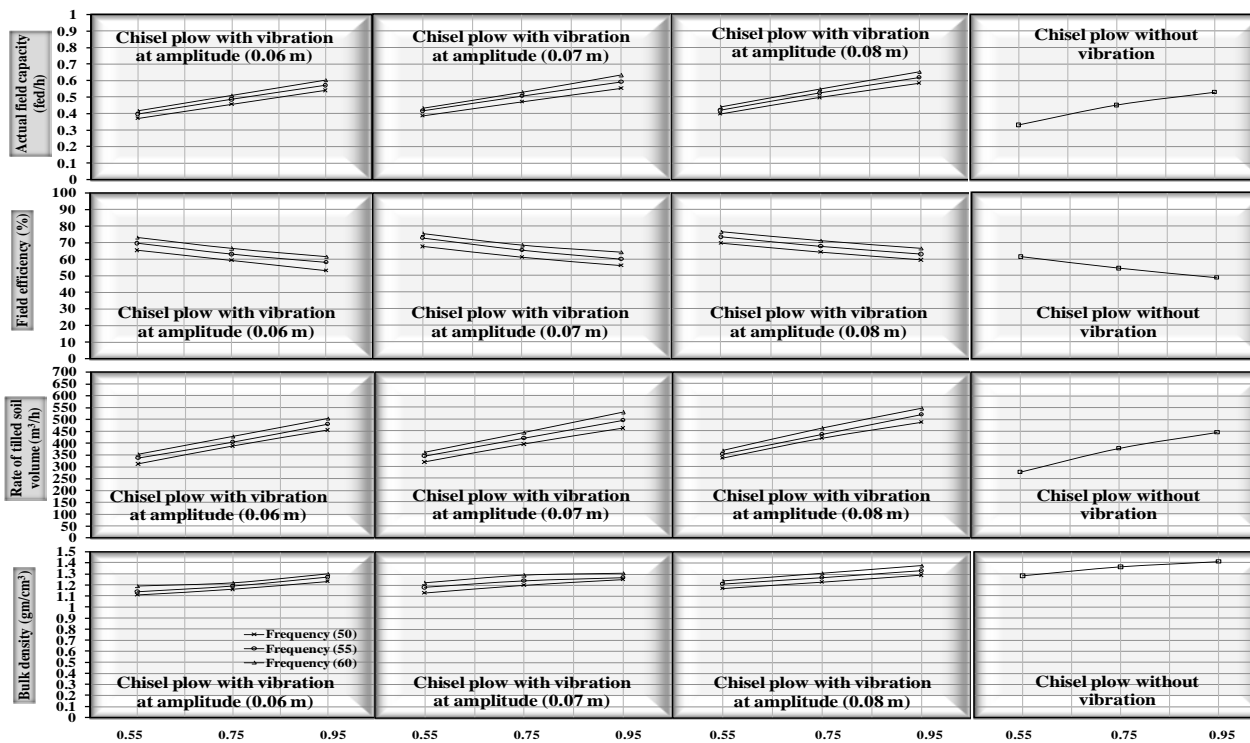 Actual field capacity
(fed/h)
1
0.9
0.8
0.7
0.6
0.5
0.4
0.3
0.2
0.1
0
Chisel plow with vibration
at amplitude (0.06 m)
Chisel plow with vibration
at amplitude (0.07 m)
Chisel plow with vibration
at amplitude (0.08 m)
Chisel plow without
vibration
Field efficiency (%)
100
90
80
70
60
50
40
30
20
10
0
Chisel plow with vibration
at amplitude (0.06 m)
Chisel plow with vibration
at amplitude (0.07 m)
Chisel plow with vibration
at amplitude (0.08 m)
Chisel plow without
vibration
Rate of tilled soil
volume (m³/h)
700
650
600
550
500
450
400
350
300
250
200
150
100
50
0
Chisel plow with vibration
at amplitude (0.06 m)
Chisel plow with vibration
at amplitude (0.07 m)
Chisel plow with vibration
at amplitude (0.08 m)
Chisel plow without
vibration
Bulk density (gm/cm³)
1.5
1.4
1.3
1.2
1.1
1
0.9
0.8
0.7
0.6
0.5
0.4
0.3
0.2
0.1
0
Frequency (50)
Frequency (55)
Frequency (60)
Chisel plow with vibration
at amplitude (0.06 m)
Chisel plow with vibration
at amplitude (0.07 m)
Chisel plow with vibration
at amplitude (0.08 m)
Chisel plow without
vibration
0.55 0.75 0.95 0.55 0.75 0.95 0.55 0.75 0.95 0.55 0.75 0.95